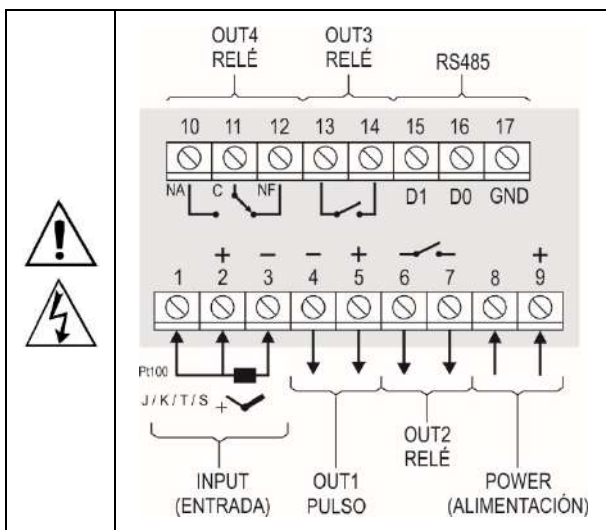 OUT4
RELÉ
OUT3
RELÉ
RS485
10 11 12 13 14 15 16 17
NA C NF D1 D0 GND
+ − − + +
1 2 3 4 5 6 7 8 9
Pt100
J / K / T / S +
INPUT
(ENTRADA)
OUT1
PULSO
OUT2
RELÉ
POWER
(ALIMENTACIÓN)